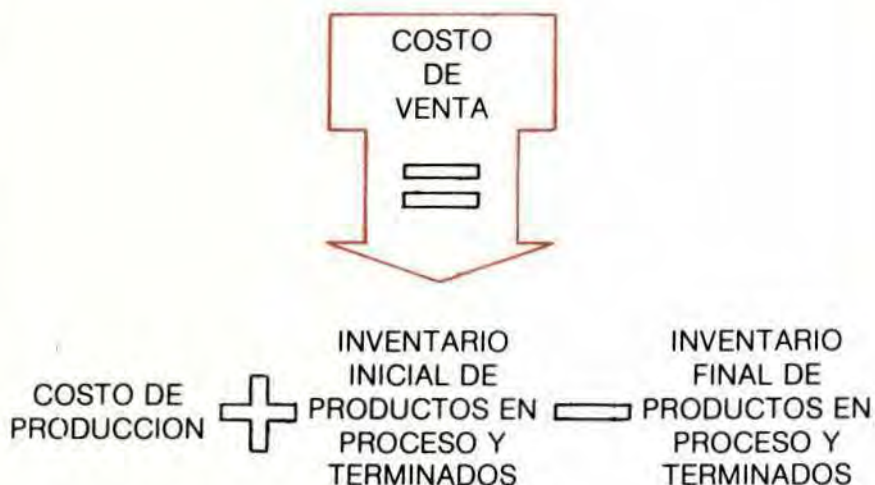 COSTO
DE
VENTA
=
COSTO DE
PRODUCCION
+
INVENTARIO
INICIAL DE
PRODUCTOS EN
PROCESO Y
TERMINADOS
-
INVENTARIO
FINAL DE
PRODUCTOS EN
PROCESO Y
TERMINADOS